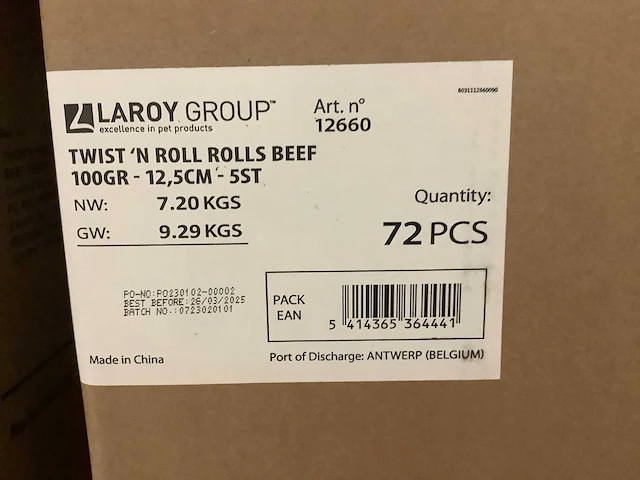 8031112660090
LAROY GROUP™
excellence in pet products
Art. n°
12660
TWIST 'N ROLL ROLLS BEEF
100GR - 12,5CM - 5ST
NW: 7.20 KGS
GW: 9.29 KGS
Quantity:
72 PCS
PO-NO:PO230102-00002
BEST BEFORE:26/03/2025
BATCH NO.:0723020101
PACK
EAN
5 414365 364441
Made in China
Port of Discharge: ANTWERP (BELGIUM)